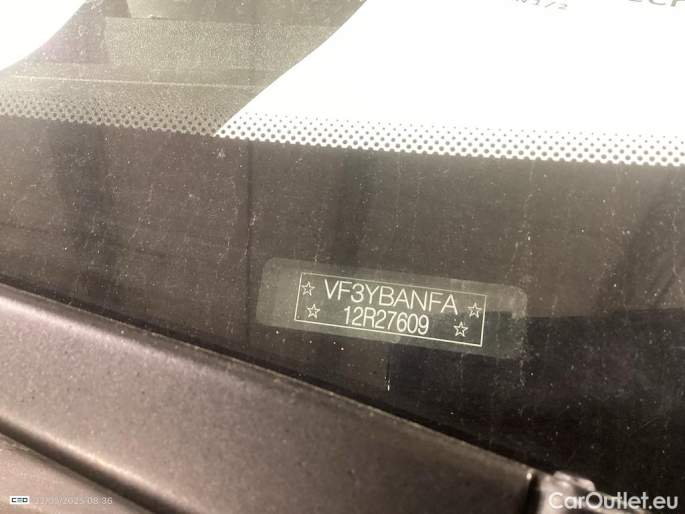 ☆ VF3YBANFA ☆
☆ 12R27609 ☆
CarOutlet.eu